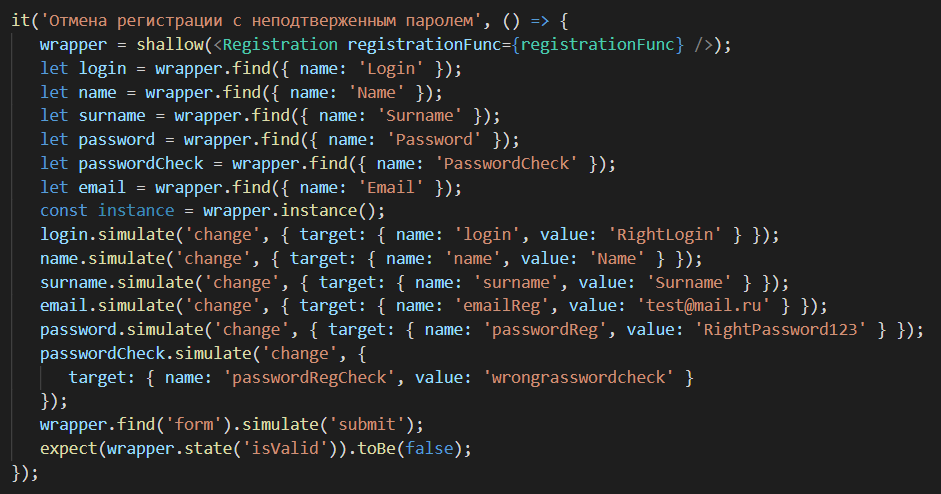 it('Отмена регистрации с неподтверженным паролем', () => {
wrapper = shallow(<Registration registrationFunc={registrationFunc} />);
let login = wrapper.find({ name: 'Login' });
let name = wrapper.find({ name: 'Name' });
let surname = wrapper.find({ name: 'Surname' });
let password = wrapper.find({ name: 'Password' });
let passwordCheck = wrapper.find({ name: 'PasswordCheck' });
let email = wrapper.find({ name: 'Email' });
const instance = wrapper.instance();
login.simulate('change', { target: { name: 'login', value: 'RightLogin' } });
name.simulate('change', { target: { name: 'name', value: 'Name' } });
surname.simulate('change', { target: { name: 'surname', value: 'Surname' } });
email.simulate('change', { target: { name: 'emailReg', value: 'test@mail.ru' } });
password.simulate('change', { target: { name: 'passwordReg', value: 'RightPassword123' } });
passwordCheck.simulate('change', {
target: { name: 'passwordRegCheck', value: 'wrongrasswordcheck' }
});
wrapper.find('form').simulate('submit');
expect(wrapper.state('isValid')).toBe(false);
});